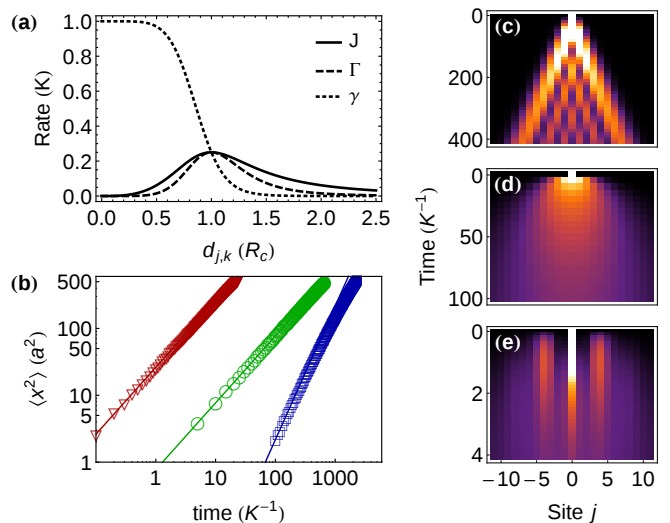 (a)
Rate (K)
1.0
0.8
0.6
0.4
0.2
0.0
J
Γ
γ
0.0 0.5 1.0 1.5 2.0 2.5
d_{j,k} (R_c)
(b)
⟨x²⟩ (a²)
500
100
50
10
5
1
1 10 100 1000
time (K⁻¹)
(c)
0
200
400
(d)
Time (K⁻¹)
0
50
100
(e)
0
2
4
−10 −5 0 5 10
Site j